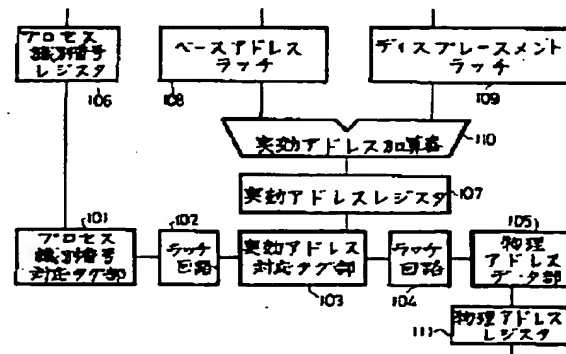 プロセス
識別番号
レジスタ
106
ベースアドレス
ラッチ
108
ディスプレースメント
ラッチ
109
実効アドレス加算器
110
実効アドレスレジスタ
107
101
プロセス
識別番号
対応タグ部
102
ラッチ
回路
実効アドレス
対応タグ部
103
ラッチ
回路
104
105
物理
アドレス
データ部
111
物理アドレス
レジスタ